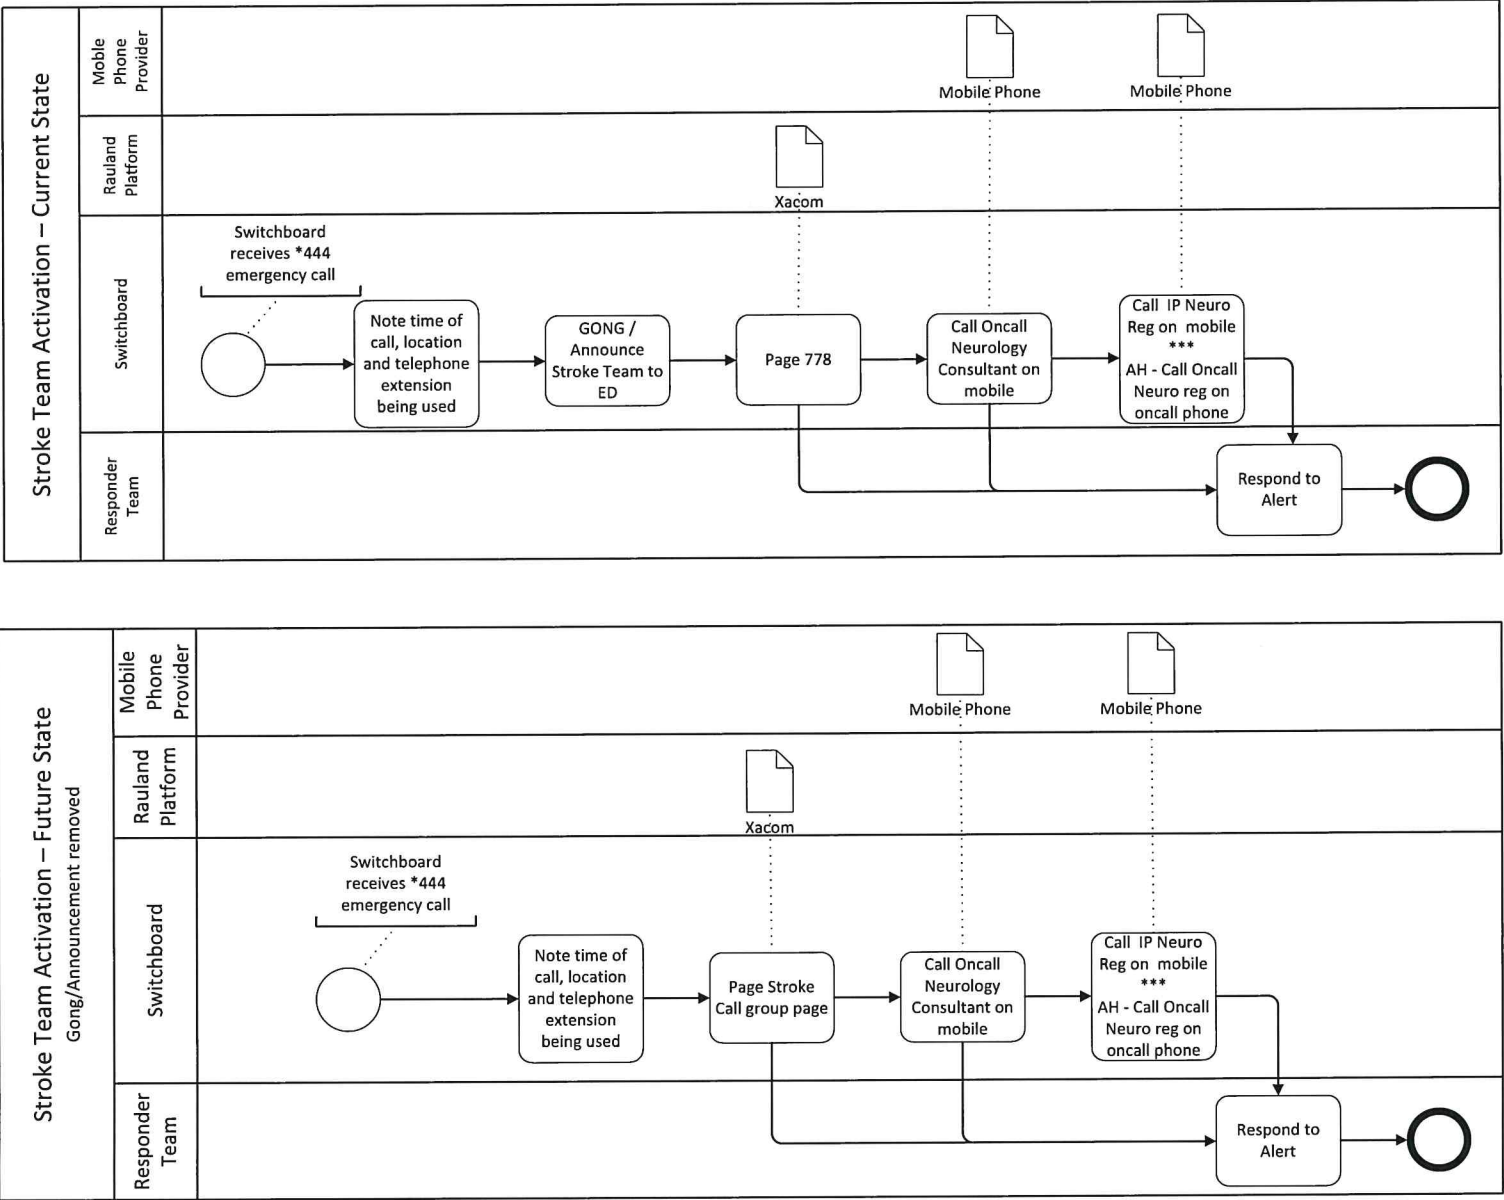 Stroke Team Activation – Current State
Moble
Phone
Provider
Mobile Phone
Mobile Phone
Rauland
Platform
Xacom
Switchboard
Switchboard
receives *444
emergency call
Note time of
call, location
and telephone
extension
being used
GONG /
Announce
Stroke Team to
ED
Page 778
Call Oncall
Neurology
Consultant on
mobile
Call IP Neuro
Reg on mobile
***
AH - Call Oncall
Neuro reg on
oncall phone
Responder
Team
Respond to
Alert
Stroke Team Activation – Future State
Gong/Announcement removed
Mobile
Phone
Provider
Mobile Phone
Mobile Phone
Rauland
Platform
Xacom
Switchboard
Switchboard
receives *444
emergency call
Note time of
call, location
and telephone
extension
being used
Page Stroke
Call group page
Call Oncall
Neurology
Consultant on
mobile
Call IP Neuro
Reg on mobile
***
AH - Call Oncall
Neuro reg on
oncall phone
Responder
Team
Respond to
Alert